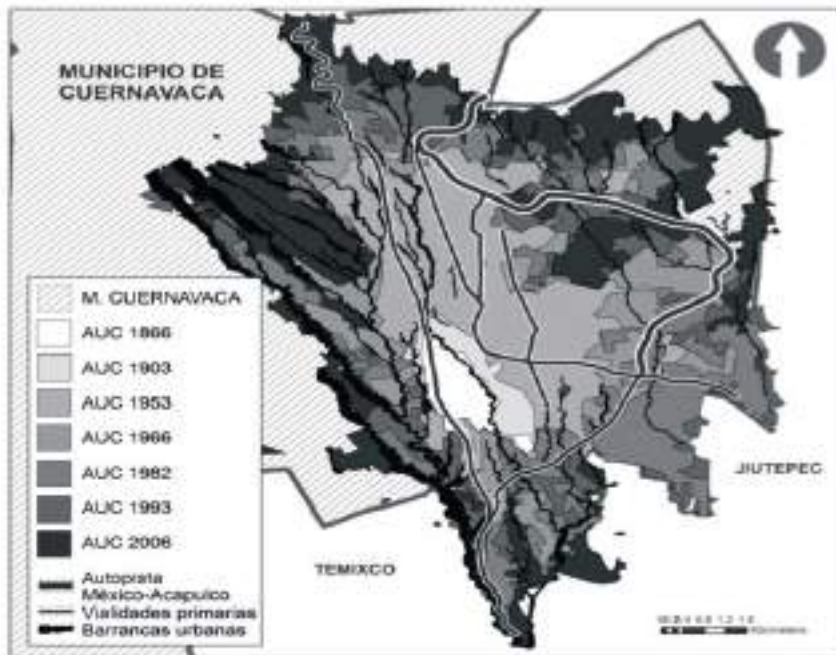 MUNICIPIO DE
CUERNAVACA
M. CUERNAVACA
AUC 1866
AUC 1903
AUC 1953
AUC 1966
AUC 1982
AUC 1993
AUC 2006
Autopista
México-Acapulco
Vialidades primarias
Barrancas urbanas
TEMIXCO
JIUTEPEC